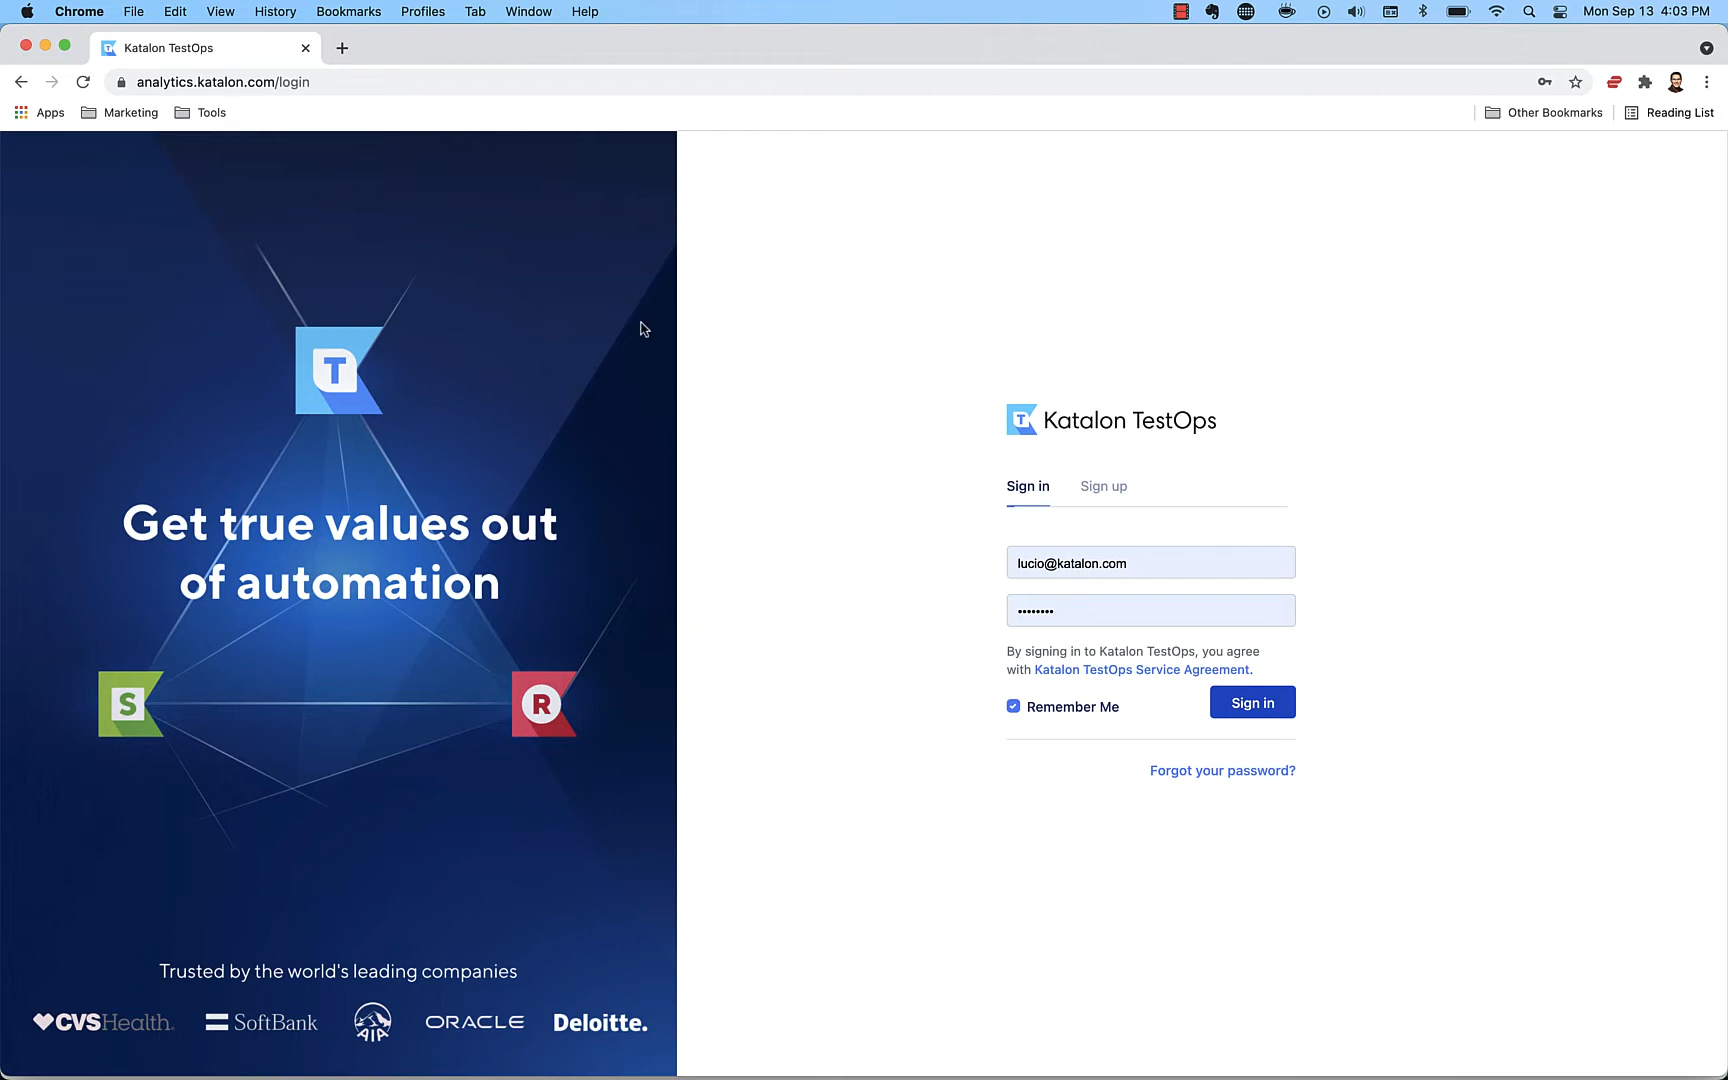 Chrome File Edit View History Bookmarks Profiles Tab Window Help Mon Sep 13 4:03 PM
Katalon TestOps
analytics.katalon.com/login
Apps Marketing Tools Other Bookmarks Reading List
T
Get true values out
of automation
S
R
Trusted by the world's leading companies
CVSHealth. SoftBank AIA ORACLE Deloitte.
T Katalon TestOps
Sign in Sign up
lucio@katalon.com
••••••••
By signing in to Katalon TestOps, you agree
with Katalon TestOps Service Agreement.
Remember Me Sign in
Forgot your password?